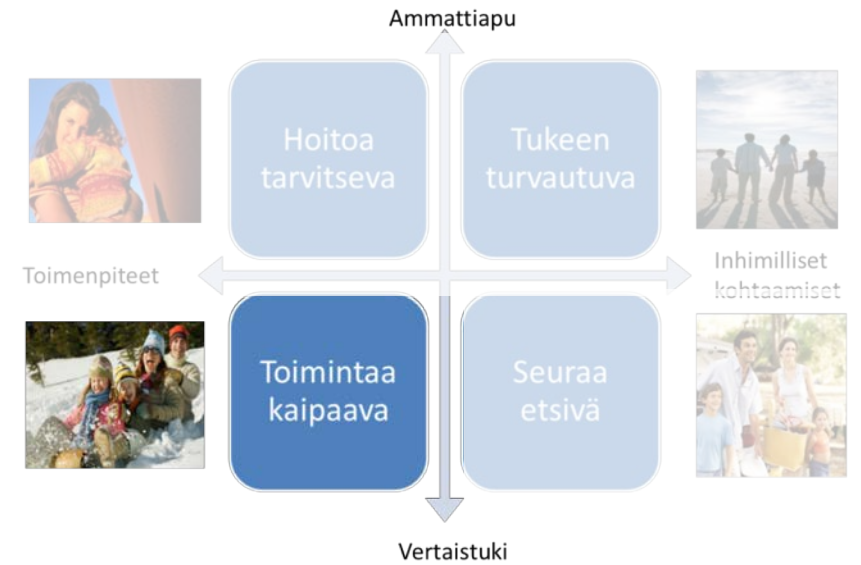 Ammattiapu
Hoitoa
tarvitseva
Tukeen
turvautuva
Toimenpiteet
Inhimilliset
kohtaamiset
Toimintaa
kaipaava
Seuraa
etsivä
Vertaistuki